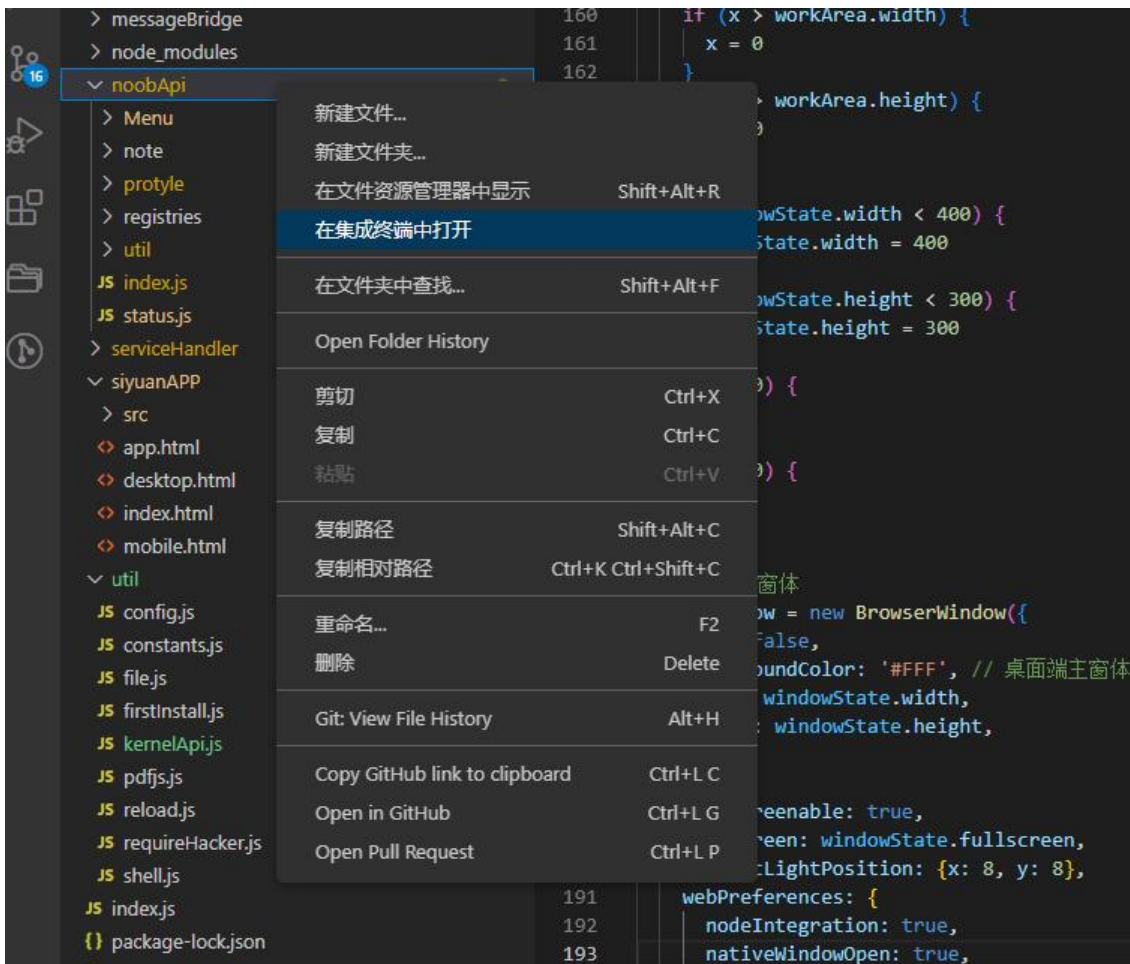 messageBridge
node_modules
16
noobApi
Menu
note
protyle
registries
util
JS index.js
JS status.js
serviceHandler
siyuanAPP
src
<> app.html
<> desktop.html
<> index.html
<> mobile.html
util
JS config.js
JS constants.js
JS file.js
JS firstInstall.js
JS kernelApi.js
JS pdfjs.js
JS reload.js
JS requireHacker.js
JS shell.js
JS index.js
{} package-lock.json
新建文件...
新建文件夹...
在文件资源管理器中显示 Shift+Alt+R
在集成终端中打开
在文件夹中查找... Shift+Alt+F
Open Folder History
剪切 Ctrl+X
复制 Ctrl+C
粘贴 Ctrl+V
复制路径 Shift+Alt+C
复制相对路径 Ctrl+K Ctrl+Shift+C
重命名... F2
删除 Delete
Git: View File History Alt+H
Copy GitHub link to clipboard Ctrl+L C
Open in GitHub Ctrl+L G
Open Pull Request Ctrl+L P
160 if (x > workArea.width) {
161 x = 0
162 }
> workArea.height) {
owState.width < 400) {
State.width = 400
owState.height < 300) {
State.height = 300
) {
) {
窗体
ow = new BrowserWindow({
false,
oundColor: '#FFF', // 桌面端主窗体
windowState.width,
: windowState.height,
reenable: true,
reen: windowState.fullscreen,
cLightPosition: {x: 8, y: 8},
191 webPreferences: {
192 nodeIntegration: true,
193 nativeWindowOpen: true,